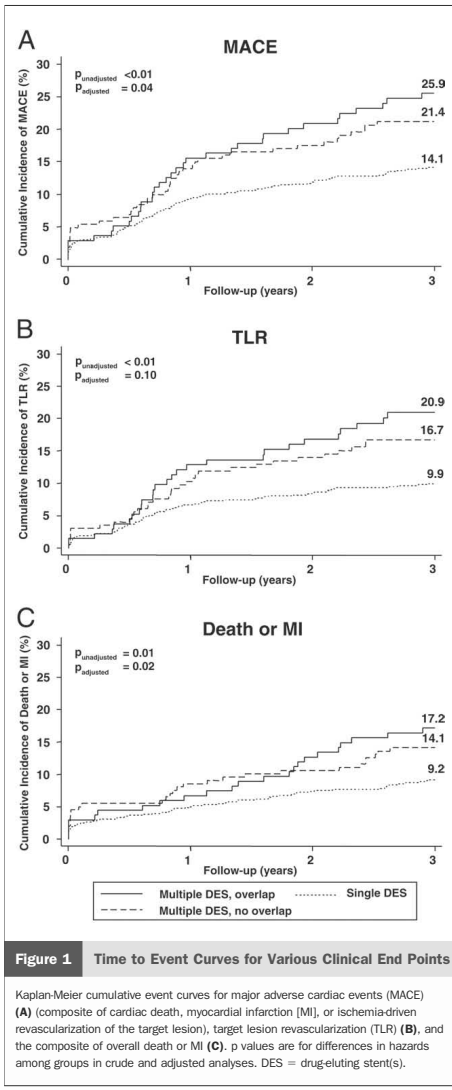 A
MACE
Cumulative Incidence of MACE (%)
30
25
20
15
10
5
0
Punadjusted <0.01
Padjusted = 0.04
25.9
21.4
14.1
0
1
2
3
Follow-up (years)
B
TLR
Cumulative Incidence of TLR (%)
30
25
20
15
10
5
0
Punadjusted < 0.01
Padjusted = 0.10
20.9
16.7
9.9
0
1
2
3
Follow-up (years)
C
Death or MI
Cumulative Incidence of Death or MI (%)
30
25
20
15
10
5
0
Punadjusted = 0.01
Padjusted = 0.02
17.2
14.1
9.2
0
1
2
3
Follow-up (years)
Multiple DES, overlap
Single DES
Multiple DES, no overlap
Figure 1 Time to Event Curves for Various Clinical End Points
Kaplan-Meier cumulative event curves for major adverse cardiac events (MACE)
(A) (composite of cardiac death, myocardial infarction [MI], or ischemia-driven
revascularization of the target lesion), target lesion revascularization (TLR) (B), and
the composite of overall death or MI (C). p values are for differences in hazards
among groups in crude and adjusted analyses. DES = drug-eluting stent(s).